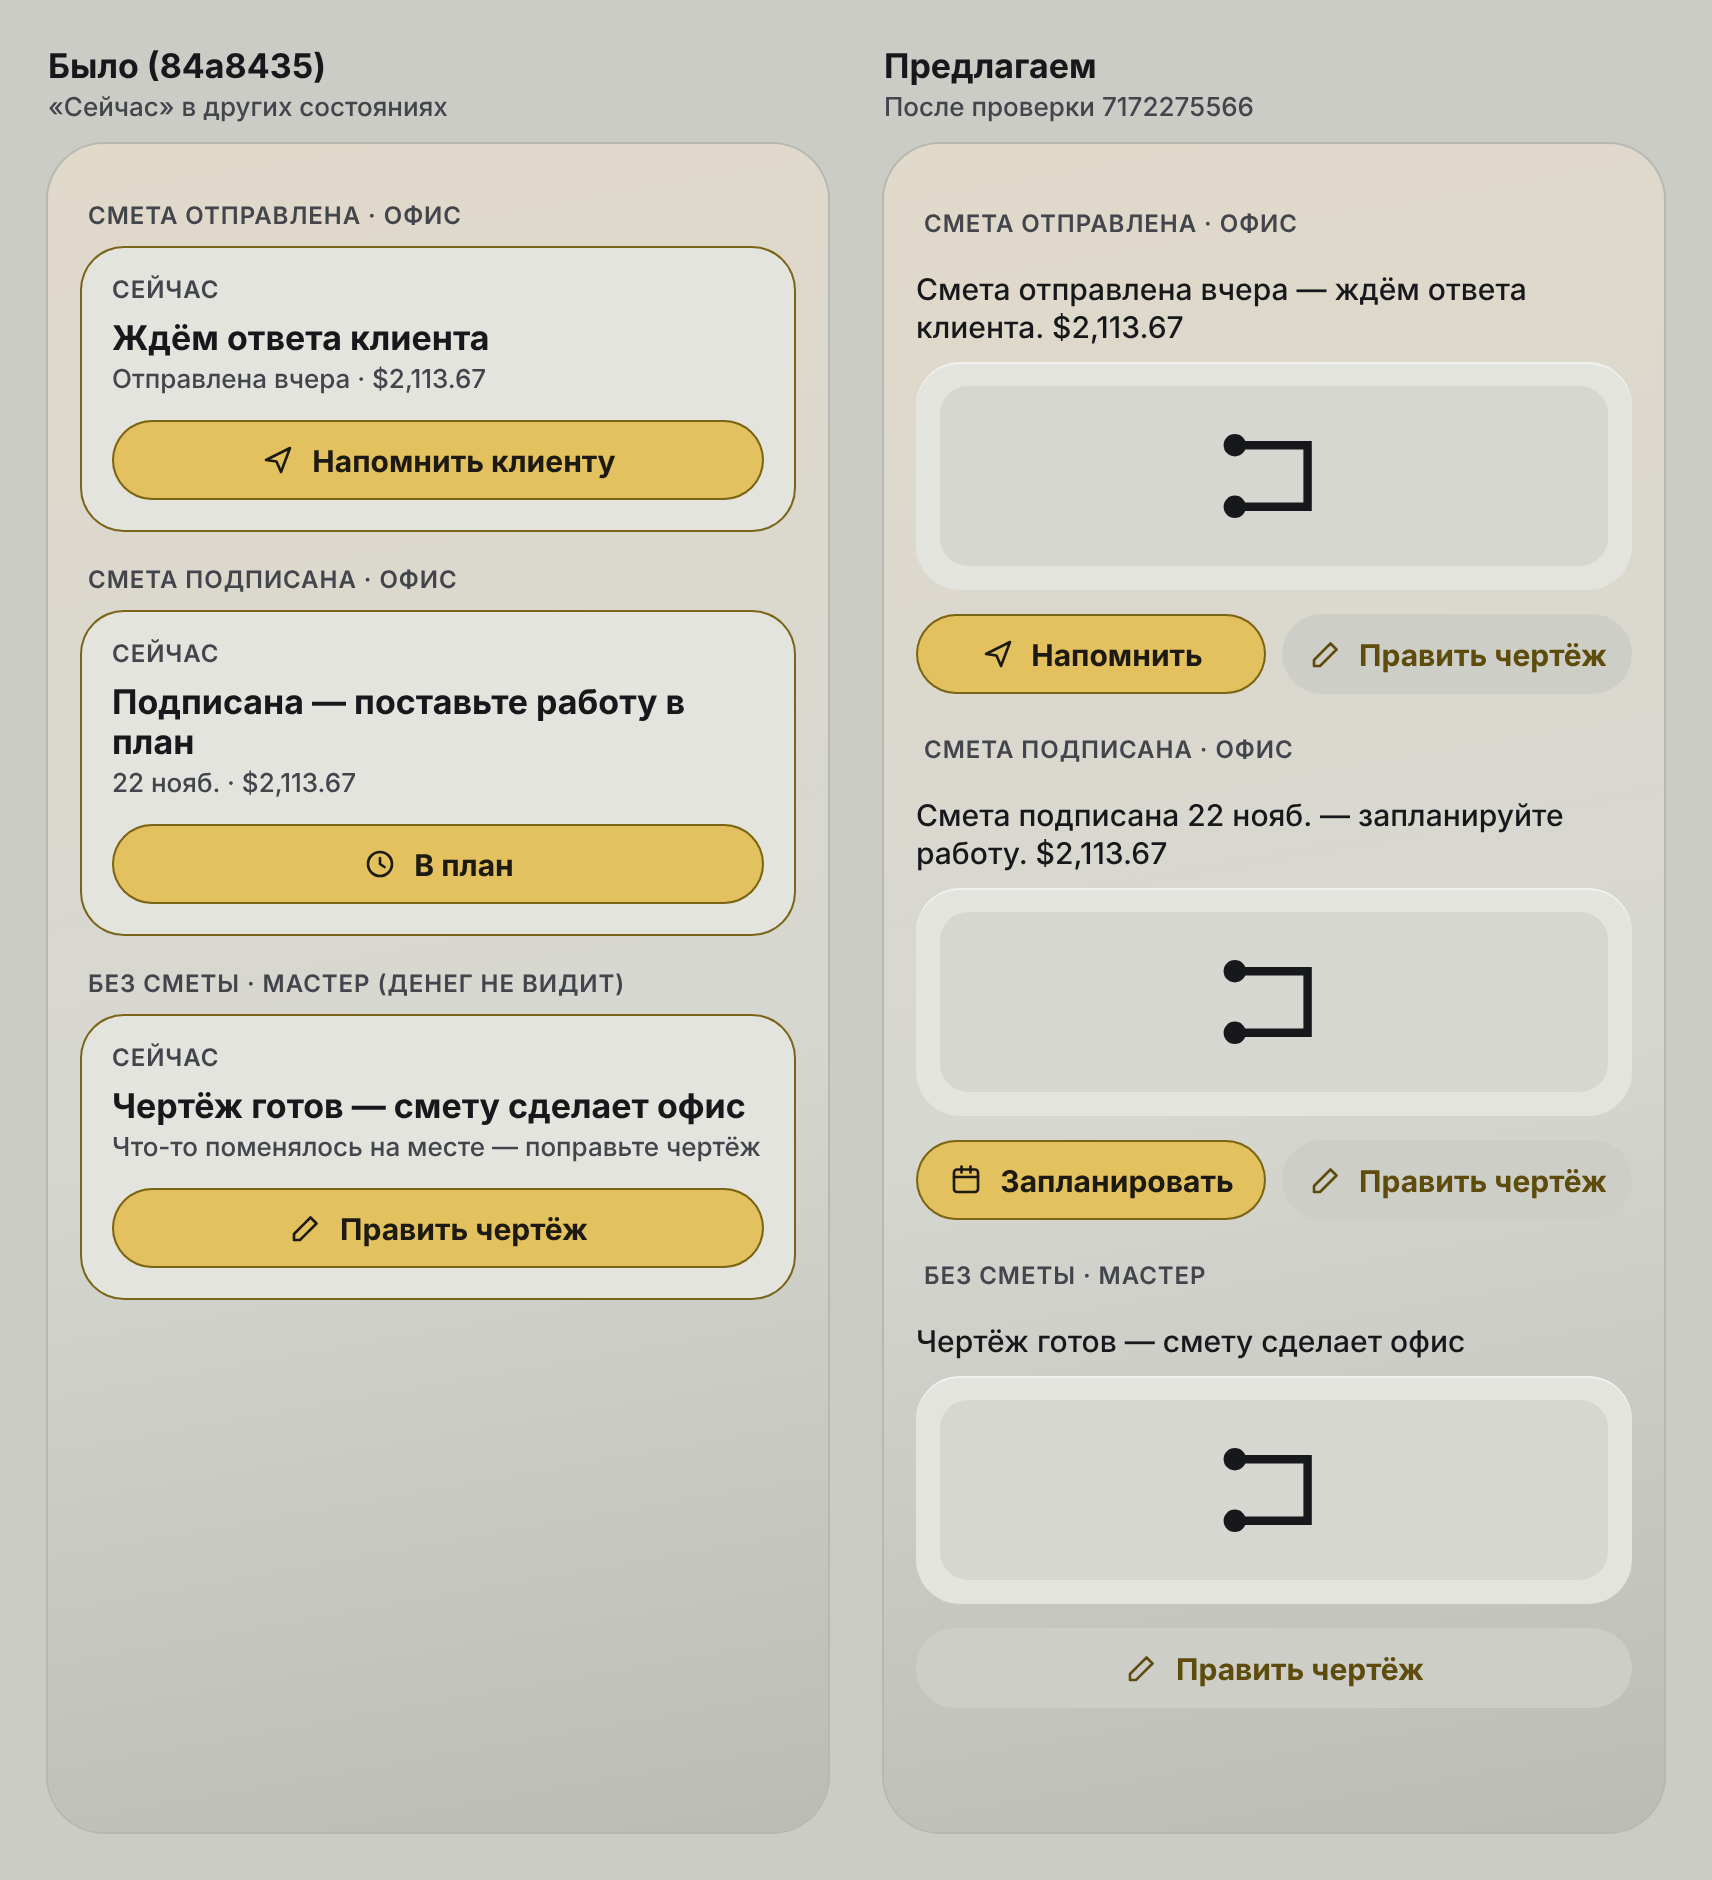 Было (84a8435)
«Сейчас» в других состояниях
СМЕТА ОТПРАВЛЕНА · ОФИС
СЕЙЧАС
Ждём ответа клиента
Отправлена вчера · $2,113.67
Напомнить клиенту
СМЕТА ПОДПИСАНА · ОФИС
СЕЙЧАС
Подписана — поставьте работу в
план
22 нояб. · $2,113.67
В план
БЕЗ СМЕТЫ · МАСТЕР (ДЕНЕГ НЕ ВИДИТ)
СЕЙЧАС
Чертёж готов — смету сделает офис
Что-то поменялось на месте — поправьте чертёж
Править чертёж
Предлагаем
После проверки 7172275566
СМЕТА ОТПРАВЛЕНА · ОФИС
Смета отправлена вчера — ждём ответа
клиента. $2,113.67
Напомнить
Править чертёж
СМЕТА ПОДПИСАНА · ОФИС
Смета подписана 22 нояб. — запланируйте
работу. $2,113.67
Запланировать
Править чертёж
БЕЗ СМЕТЫ · МАСТЕР
Чертёж готов — смету сделает офис
Править чертёж